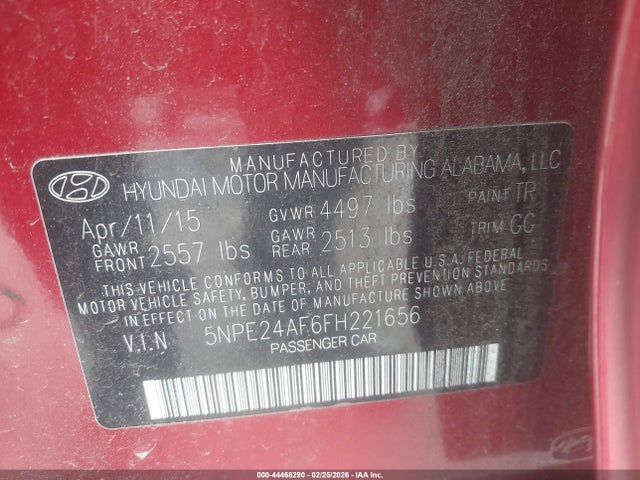 MANUFACTURED BY
HYUNDAI MOTOR MANUFACTURING ALABAMA, LLC
Apr/11/15 GVWR 4497 lbs PAINT TR
GAWR FRONT 2557 lbs GAWR REAR 2513 lbs TRIM GG
THIS VEHICLE CONFORMS TO ALL APPLICABLE U.S.A. FEDERAL
MOTOR VEHICLE SAFETY, BUMPER, AND THEFT PREVENTION STANDARDS
IN EFFECT ON THE DATE OF MANUFACTURE SHOWN ABOVE
V.I.N 5NPE24AF6FH221656
PASSENGER CAR
000-44468290 - 02/25/2026 - IAA Inc.